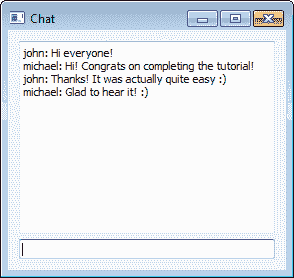 Chat
john: Hi everyone!
michael: Hi! Congrats on completing the tutorial!
john: Thanks! It was actually quite easy :)
michael: Glad to hear it! :)